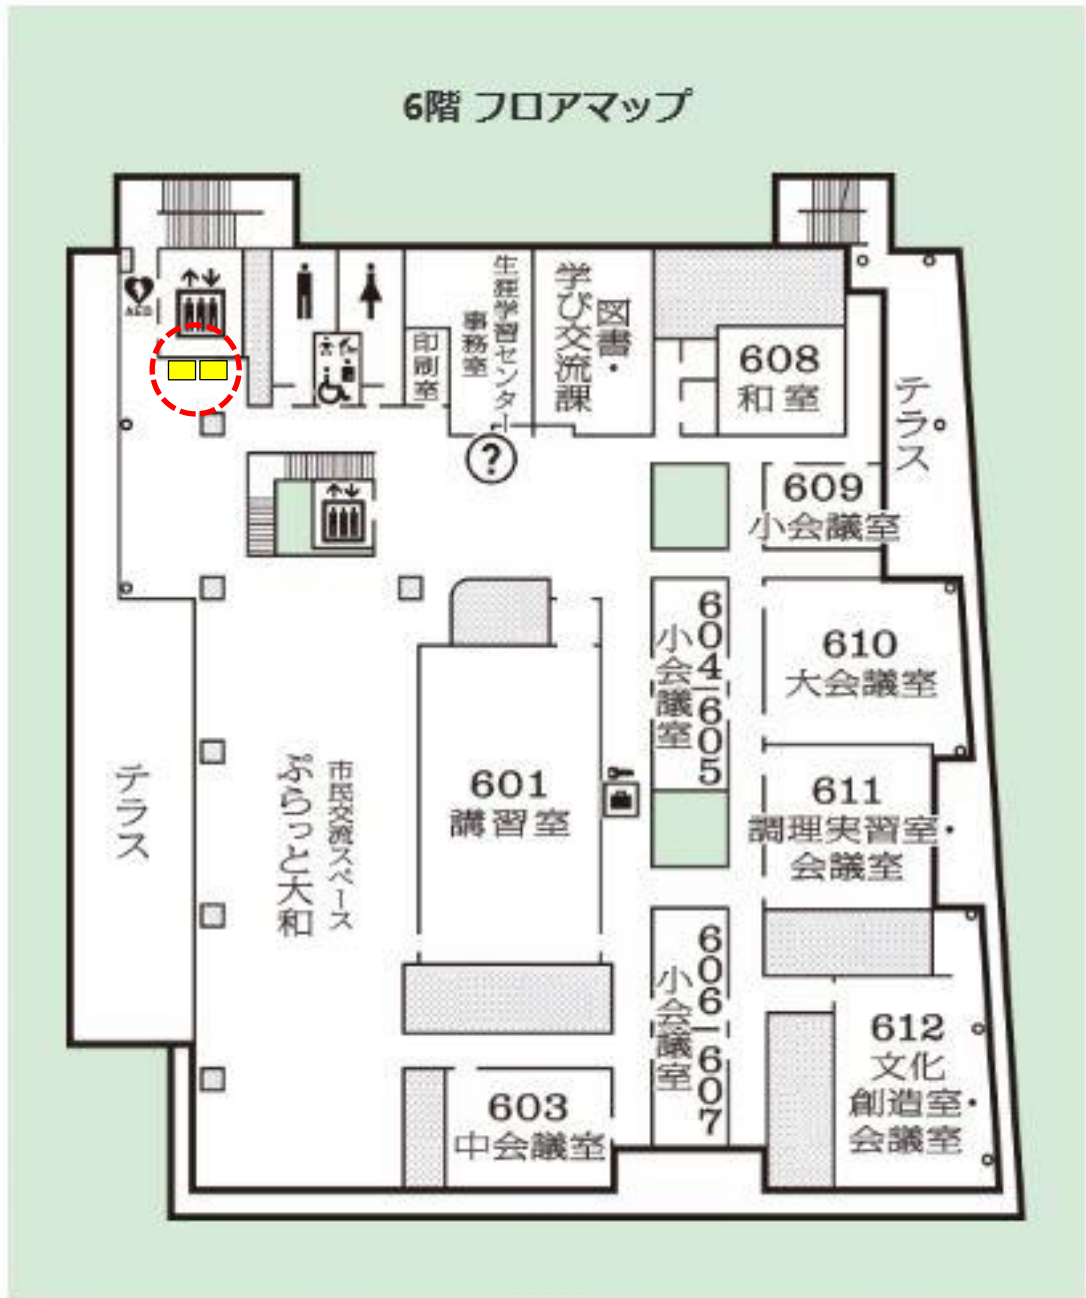 6階 フロアマップ
AED
印刷室
生涯学習センター
事務室
図書・
学び交流課
608
和室
テラス
?
609
小会議室
604
605
小会議室
610
大会議室
テラス
市民交流スペース
ぷらっと大和
601
講習室
611
調理実習室・
会議室
606
607
小会議室
612
文化
創造室・
会議室
603
中会議室